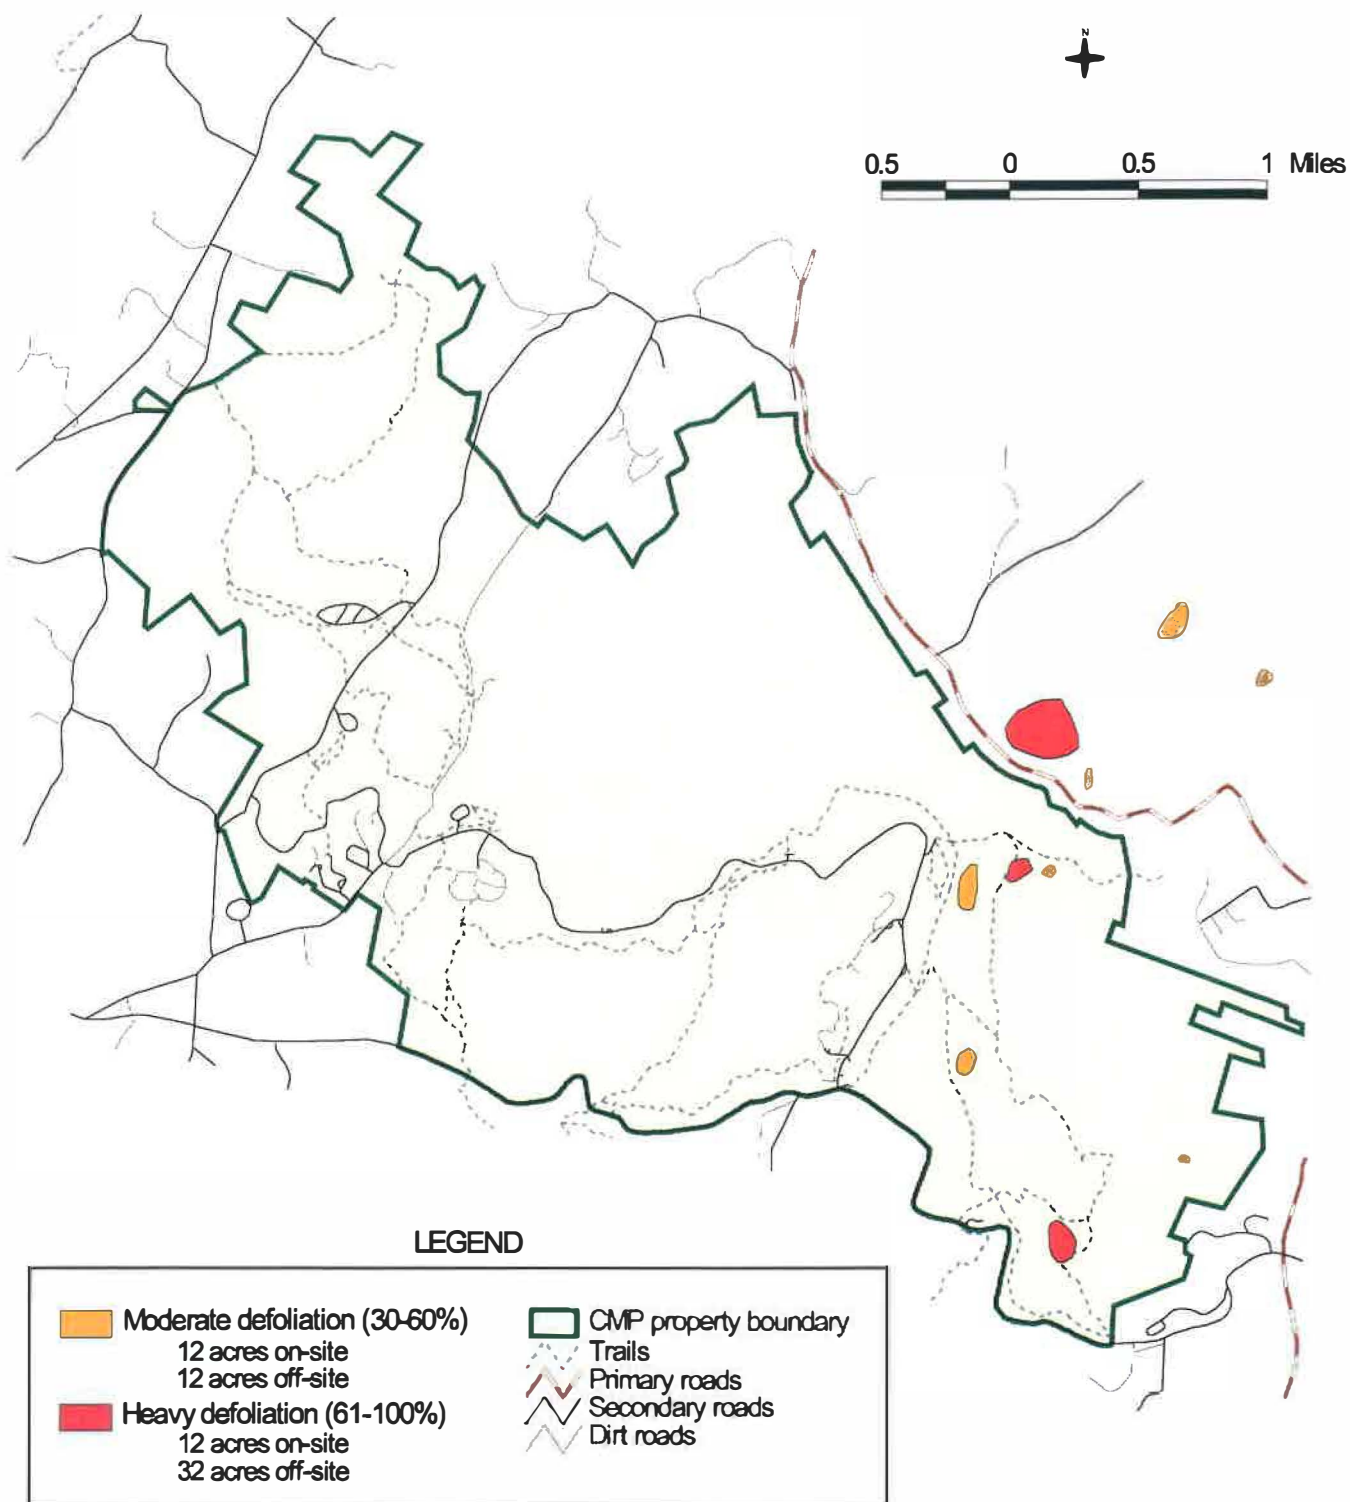 N
0.5 0 0.5 1 Miles
LEGEND
Moderate defoliation (30-60%)
12 acres on-site
12 acres off-site
Heavy defoliation (61-100%)
12 acres on-site
32 acres off-site
CMP property boundary
Trails
Primary roads
Secondary roads
Dirt roads